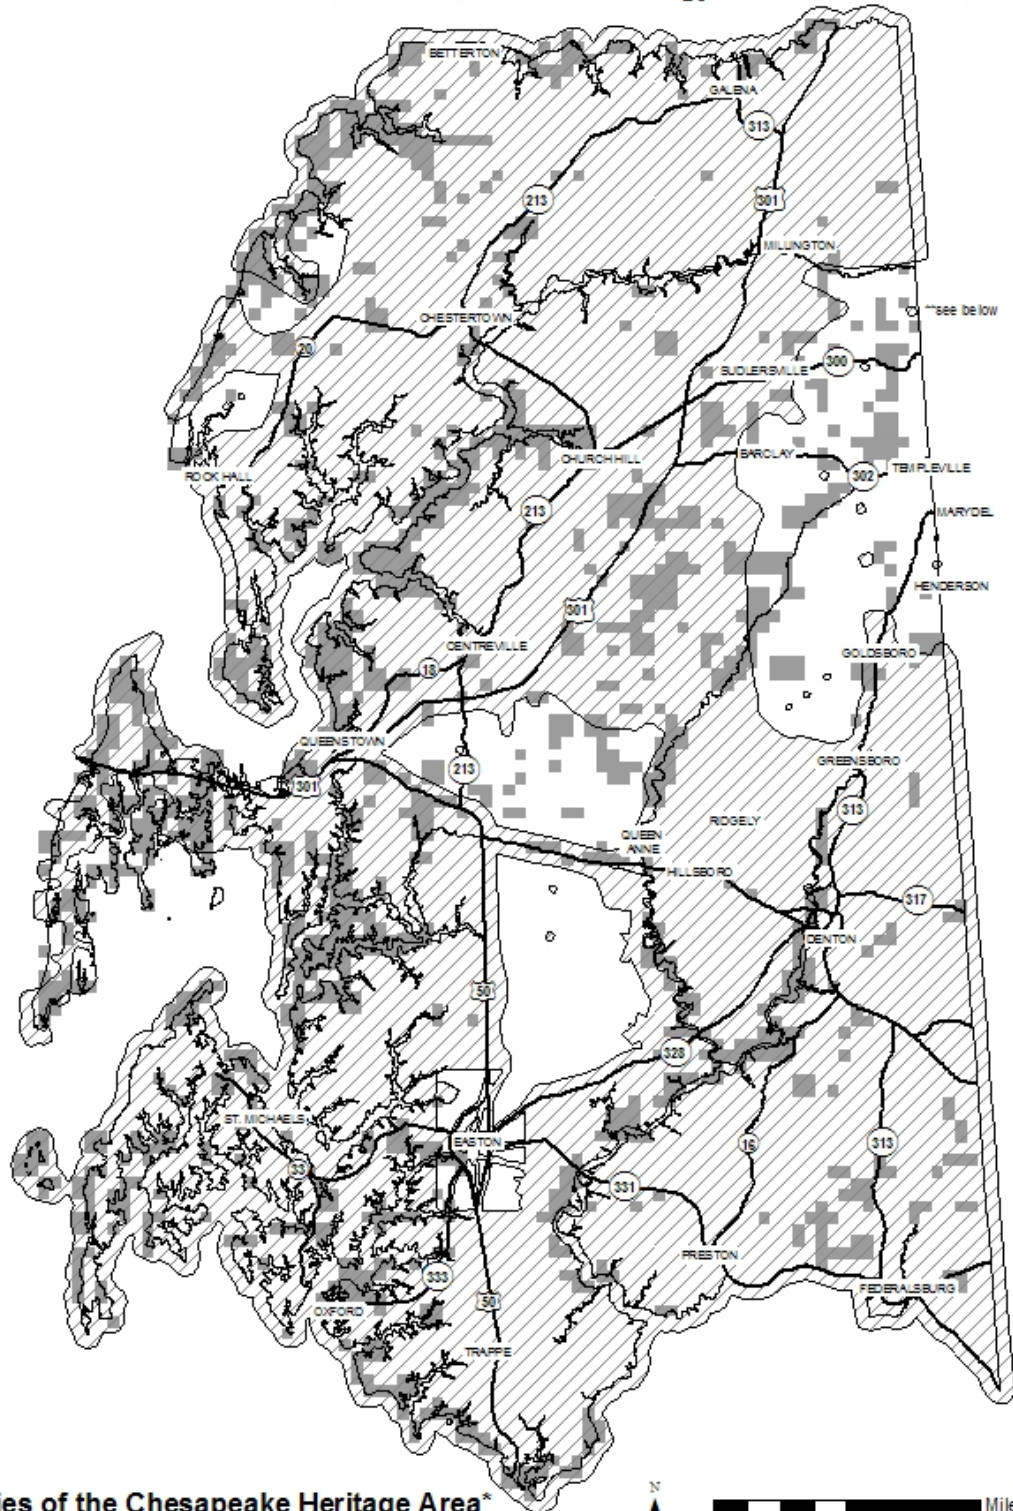 BETTERTON
GALENA
313
213
301
MILLINGTON
**see below
CHESTERTOWN
20
300
SUDLERSVILLE
CHURCH HILL
BARCLAY
ROCK HALL
302
TEMPLEVILLE
213
MARYDEL
HENDERSON
301
CENTREVILLE
GOLDSBORO
18
QUEENSTOWN
213
GREENSBORO
301
313
RIDGELY
QUEEN
ANNE
HILLSBORO
317
DENTON
50
328
ST. MICHAELS
EASTON
16
313
33
331
PRESTON
333
FEDERALSBURG
OXFORD
50
TRAPPE
N
ies of the Chesapeake Heritage Area*
Mile